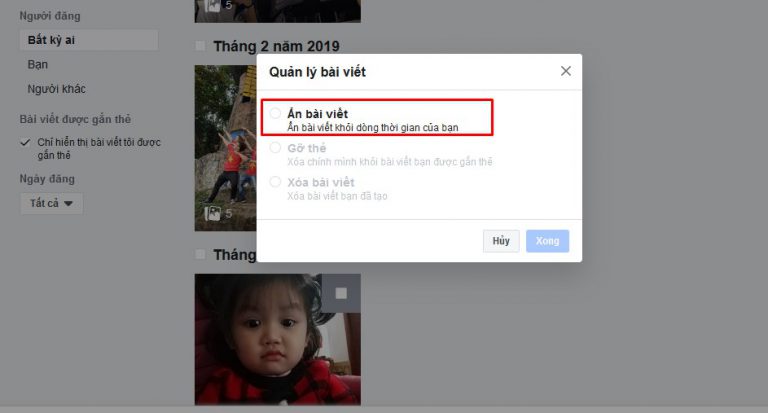 Người đăng
Bất kỳ ai
Bạn
Người khác
Bài viết được gắn thẻ
Chỉ hiển thị bài viết tôi được
gắn thẻ
Ngày đăng
Tất cả
5
Tháng 2 năm 2019
5
Tháng
Quản lý bài viết
Ẩn bài viết
Ẩn bài viết khỏi dòng thời gian của bạn
Gỡ thẻ
Xóa chính mình khỏi bài viết bạn được gắn thẻ
Xóa bài viết
Xóa bài viết bạn đã tạo
Hủy
Xong